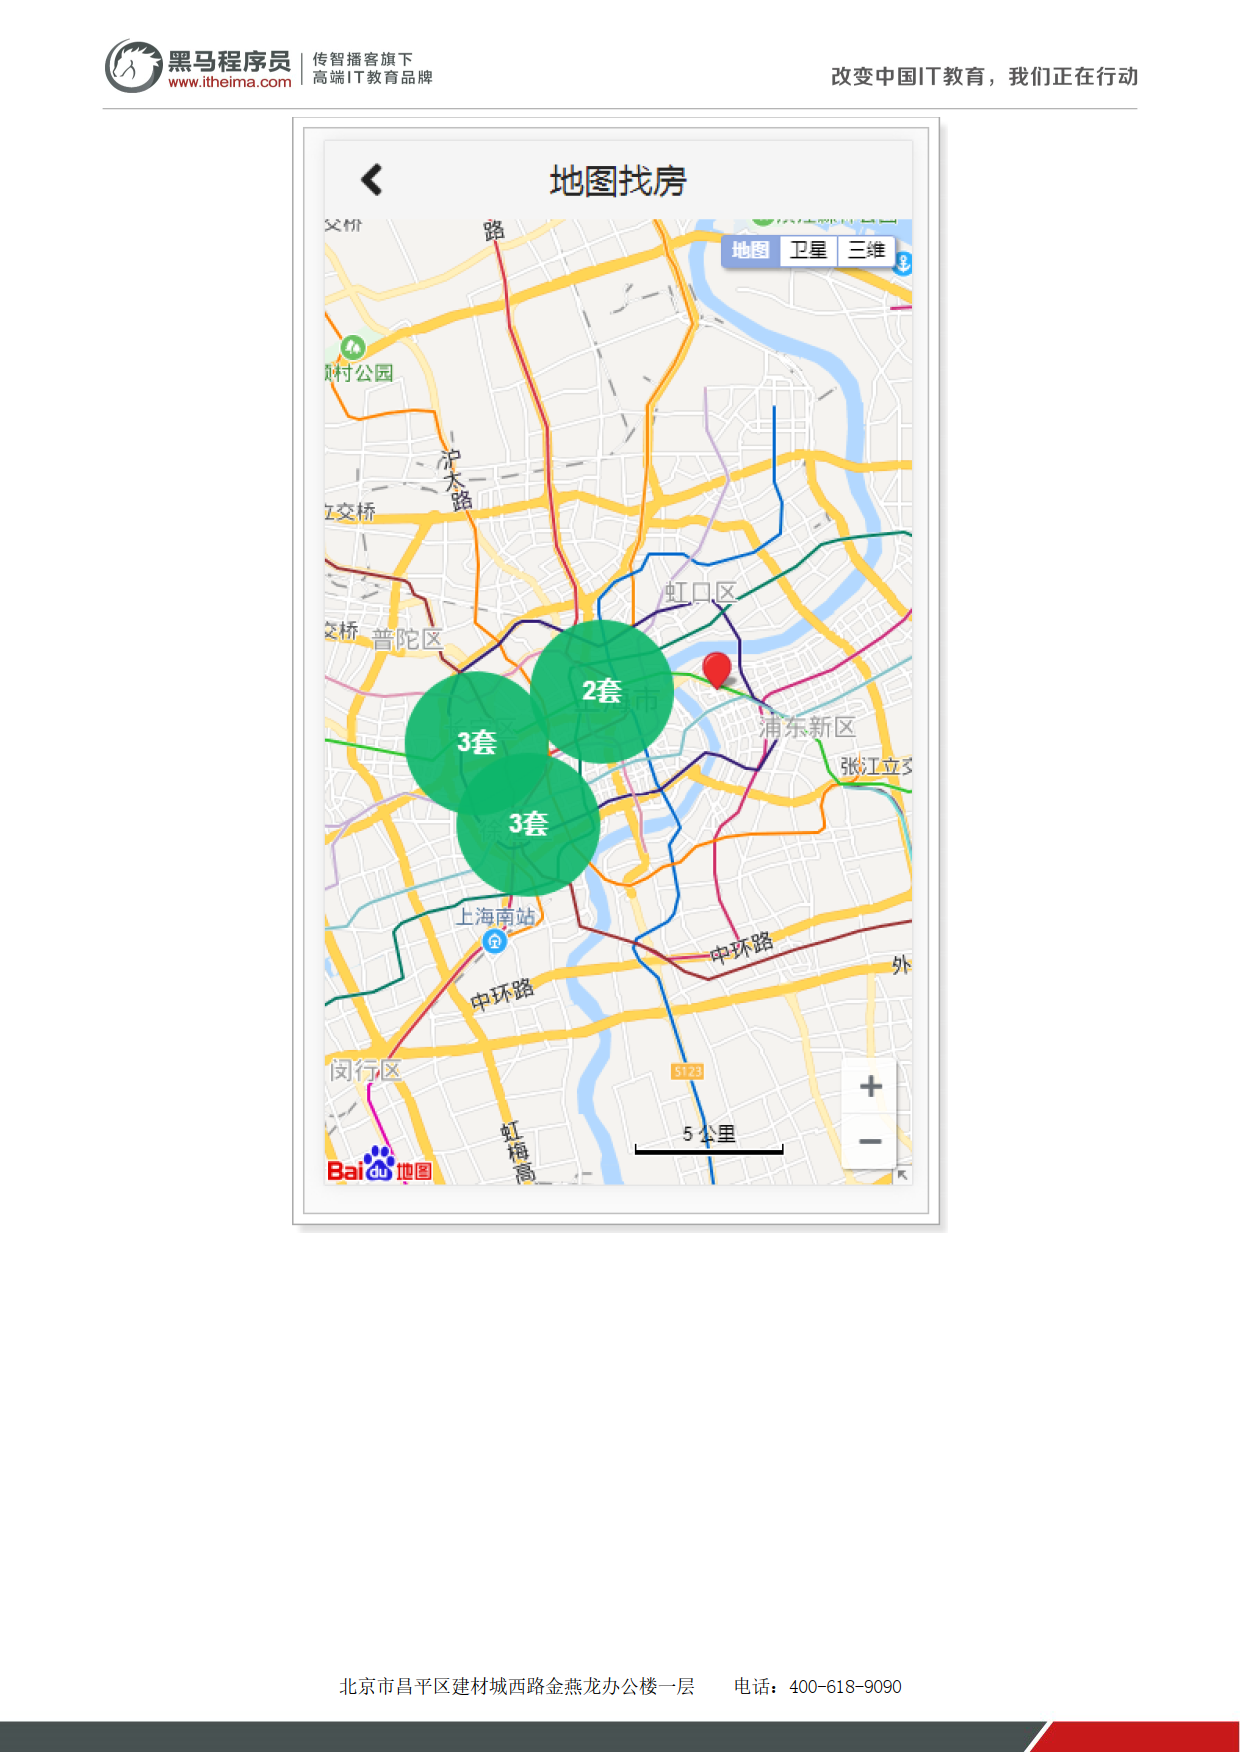 黑马程序员
www.itheima.com
传智播客旗下
高端IT教育品牌
改变中国IT教育，我们正在行动
地图找房
交桥
路
地图 卫星 三维
村公园
沪太路
立交桥
虹口区
交桥
普陀区
2套
市
3套
浦东新区
张江立交
3套
上海南站
中环路
外
中环路
闵行区
S123
5 公里
虹梅高
Bai du 地图
北京市昌平区建材城西路金燕龙办公楼一层 电话：400-618-9090